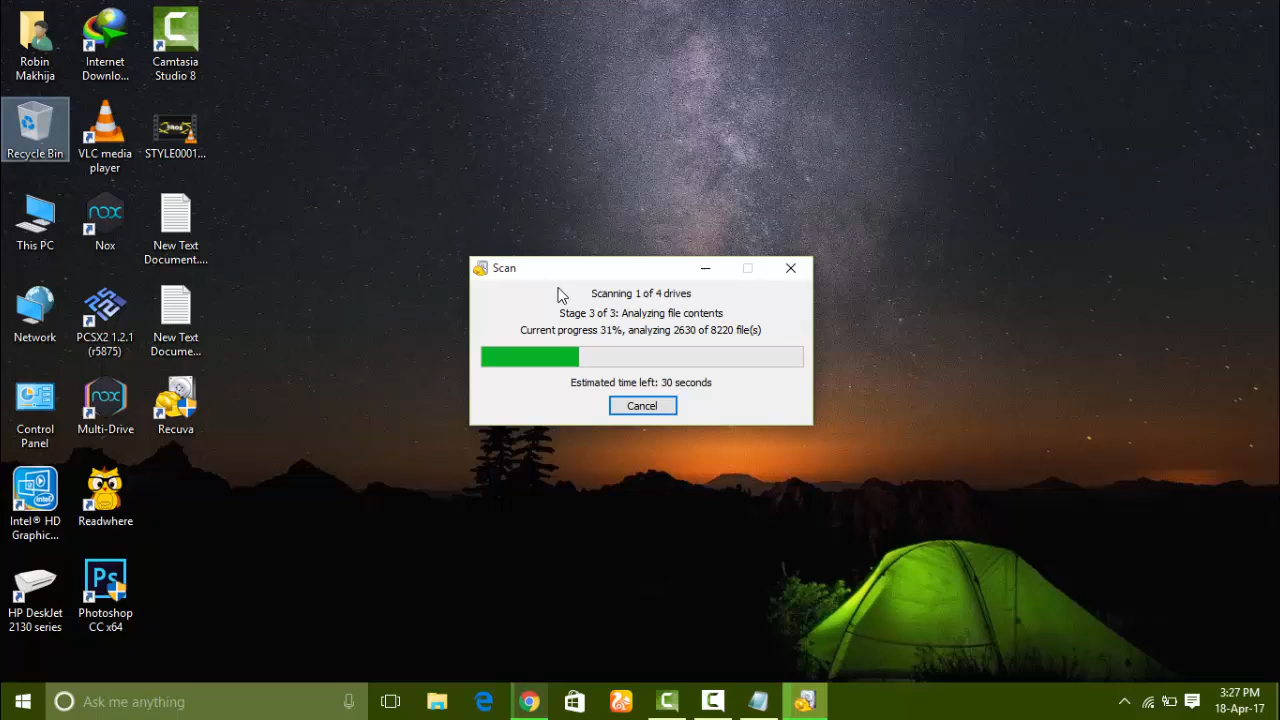 Robin
Makhija
Internet
Downlo...
Camtasia
Studio 8
Recycle Bin
VLC media
player
STYLE0001...
This PC
nox
Nox
New Text
Document....
Network
PCSX2 1.2.1
(r5875)
New Text
Docume...
Control
Panel
nox
Multi-Drive
Recuva
intel
Intel® HD
Graphic...
Readwhere
HP DeskJet
2130 series
Ps
Photoshop
CC x64
Scan
Scanning 1 of 4 drives
Stage 3 of 3: Analyzing file contents
Current progress 31%, analyzing 2630 of 8220 file(s)
Estimated time left: 30 seconds
Cancel
Ask me anything
3:27 PM
18-Apr-17